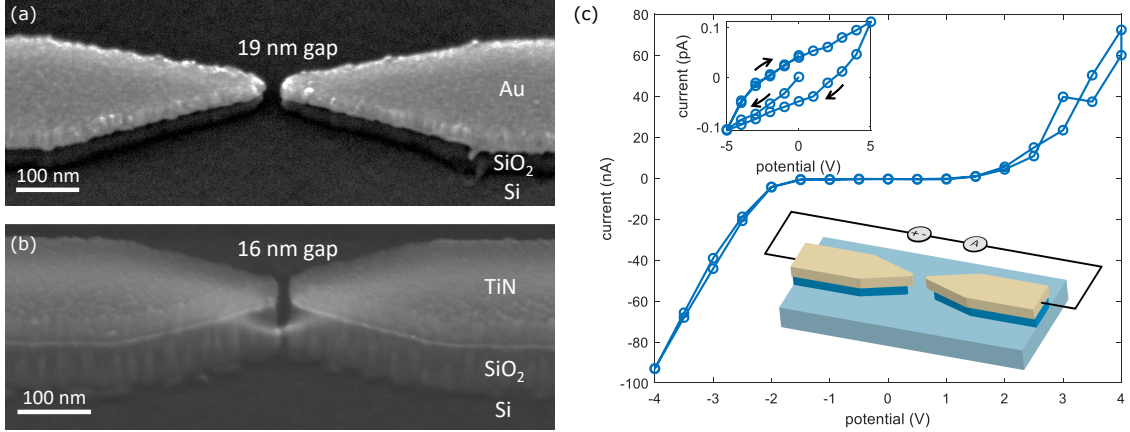 (a)
19 nm gap
Au
SiO2
Si
100 nm
(b)
16 nm gap
TiN
SiO2
Si
100 nm
(c)
80
60
40
20
0
-20
-40
-60
-80
-100
current (nA)
-4
-3
-2
-1
0
1
2
3
4
potential (V)
0.1
0
-0.1
current (pA)
-5
0
5
potential (V)
+ -
A